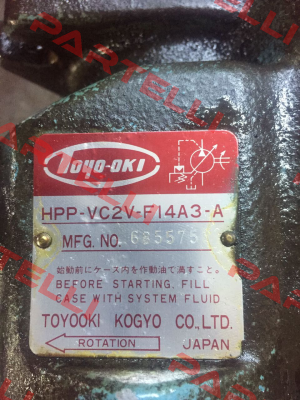 TOYO-OKI
HPP-VC2V-F14A3-A
MFG. NO.
始動前にケース内を作動油で満すこと。
BEFORE STARTING, FILL
CASE WITH SYSTEM FLUID
TOYOOKI KOGYO CO., LTD.
ROTATION JAPAN
PARTELLI